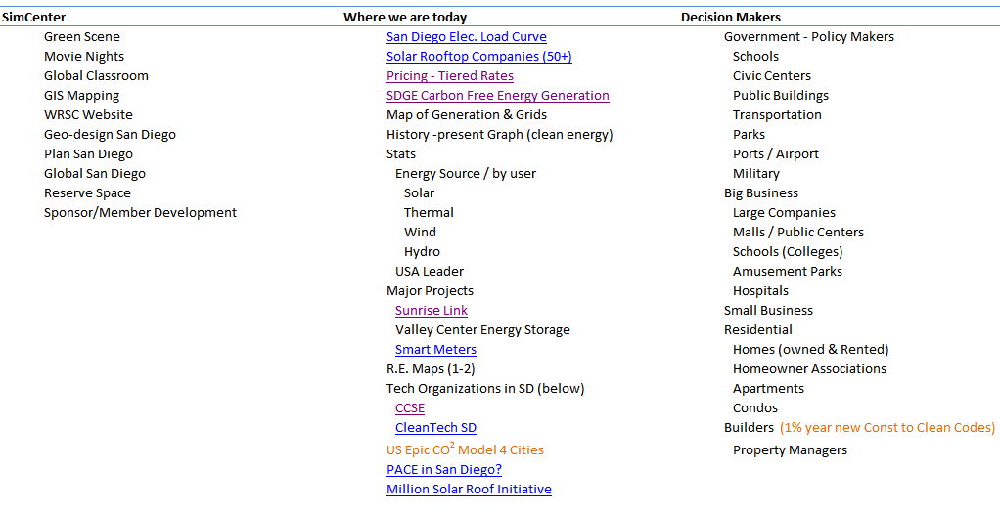 SimCenter
Green Scene
Movie Nights
Global Classroom
GIS Mapping
WRSC Website
Geo-design San Diego
Plan San Diego
Global San Diego
Reserve Space
Sponsor/Member Development
Where we are today
San Diego Elec. Load Curve
Solar Rooftop Companies (50+)
Pricing - Tiered Rates
SDGE Carbon Free Energy Generation
Map of Generation & Grids
History -present Graph (clean energy)
Stats
Energy Source / by user
Solar
Thermal
Wind
Hydro
USA Leader
Major Projects
Sunrise Link
Valley Center Energy Storage
Smart Meters
R.E. Maps (1-2)
Tech Organizations in SD (below)
CCSE
CleanTech SD
US Epic CO² Model 4 Cities
PACE in San Diego?
Million Solar Roof Initiative
Decision Makers
Government - Policy Makers
Schools
Civic Centers
Public Buildings
Transportation
Parks
Ports / Airport
Military
Big Business
Large Companies
Malls / Public Centers
Schools (Colleges)
Amusement Parks
Hospitals
Small Business
Residential
Homes (owned & Rented)
Homeowner Associations
Apartments
Condos
Builders (1% year new Const to Clean Codes)
Property Managers